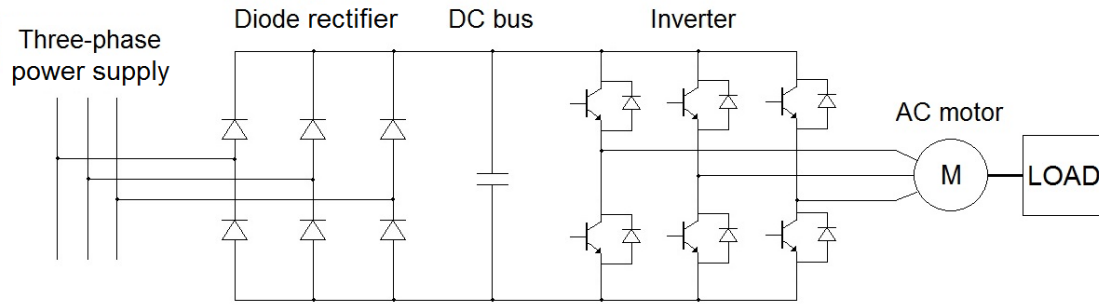 Diode rectifier
DC bus
Inverter
Three-phase
power supply
AC motor
M
LOAD